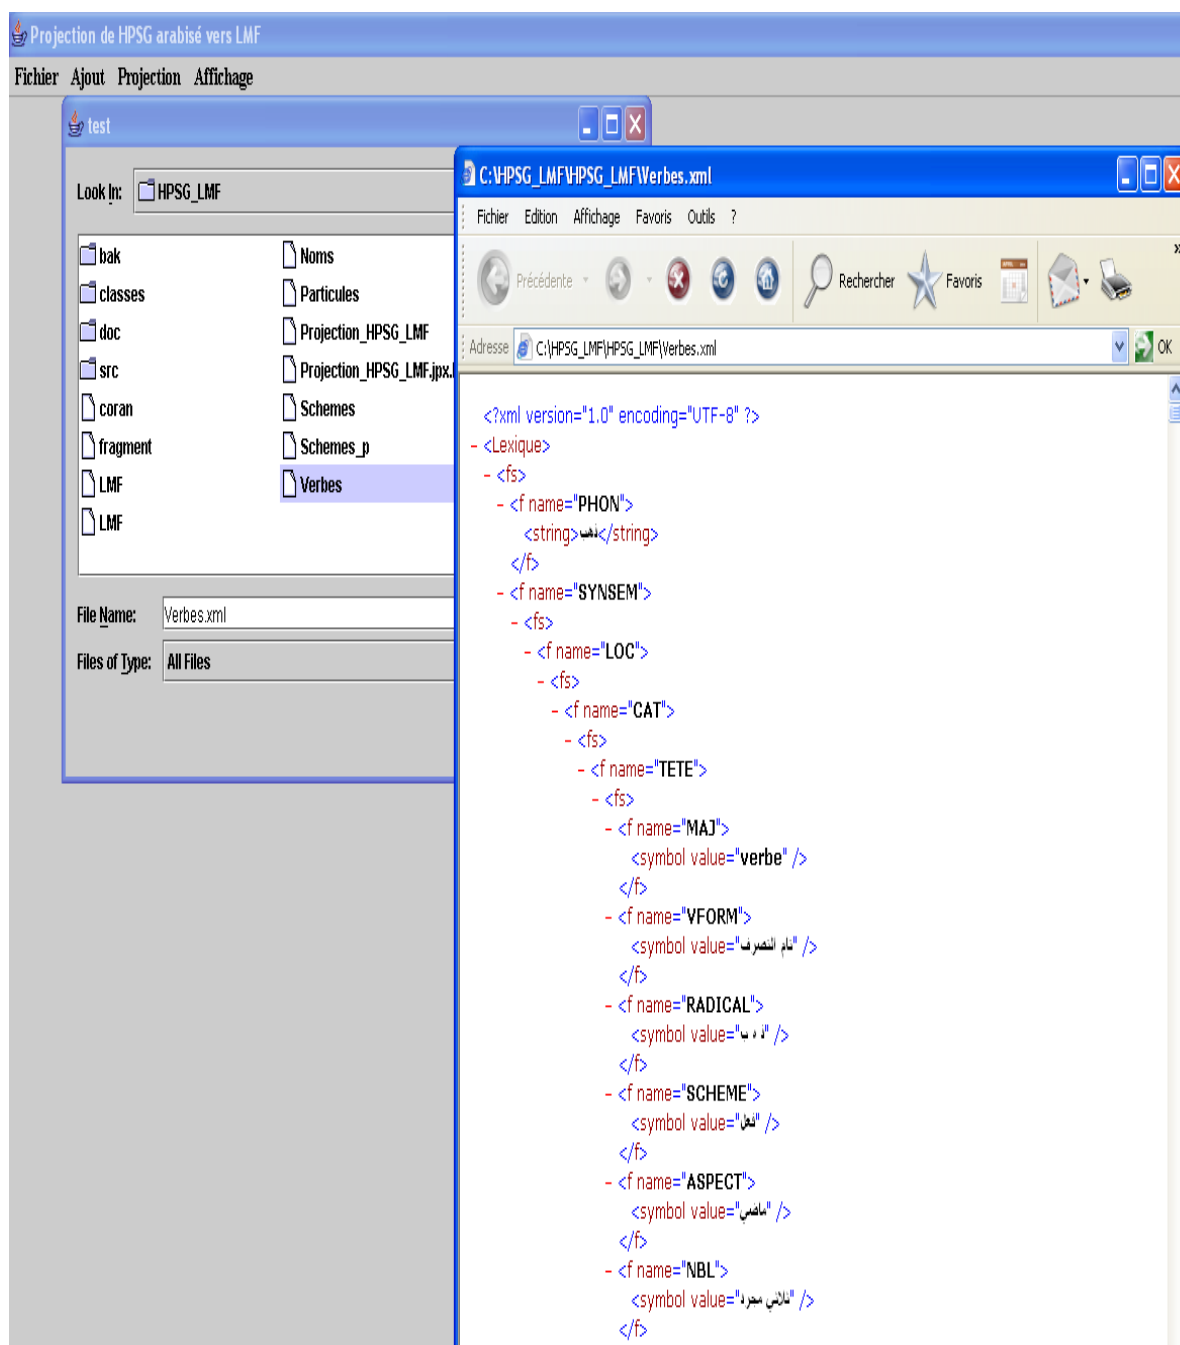 Projection de HPSG arabisé vers LMF
Fichier Ajout Projection Affichage
test
Look In: HPSG_LMF
bak
classes
doc
src
coran
fragment
LMF
LMF
Noms
Particules
Projection_HPSG_LMF
Projection_HPSG_LMF.jpx.
Schemes
Schemes_p
Verbes
File Name: Verbes.xml
Files of Type: All Files
C:\HPSG_LMF\HPSG_LMF\Verbes.xml
Fichier Edition Affichage Favoris Outils ?
Précédente Rechercher Favoris »
Adresse C:\HPSG_LMF\HPSG_LMF\Verbes.xml OK
<?xml version="1.0" encoding="UTF-8" ?>
- <Lexique>
- <fs>
- <f name="PHON">
<string>ذهب</string>
</f>
- <f name="SYNSEM">
- <fs>
- <f name="LOC">
- <fs>
- <f name="CAT">
- <fs>
- <f name="TETE">
- <fs>
- <f name="MAJ">
<symbol value="verbe" />
</f>
- <f name="VFORM">
<symbol value="تام التصرف" />
</f>
- <f name="RADICAL">
<symbol value="ذ ه ب" />
</f>
- <f name="SCHEME">
<symbol value="فعل" />
</f>
- <f name="ASPECT">
<symbol value="ماضي" />
</f>
- <f name="NBL">
<symbol value="ثلاثي مجرد" />
</f>